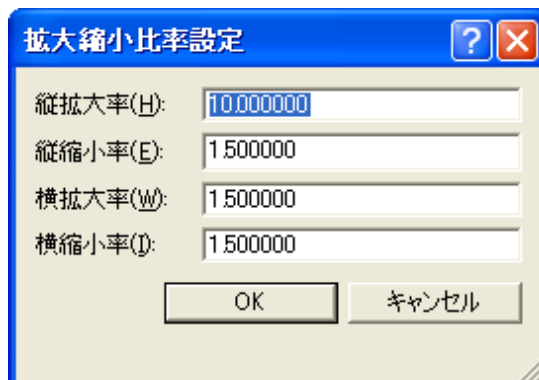 拡大縮小比率設定
縦拡大率(H): 10.000000
縦縮小率(E): 1.500000
横拡大率(W): 1.500000
横縮小率(I): 1.500000
OK キャンセル